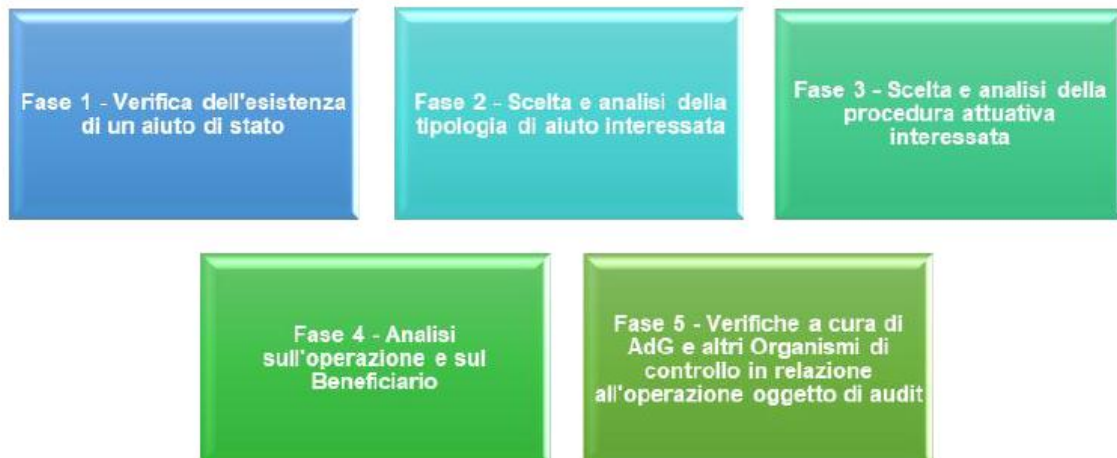 Fase 1 - Verifica dell'esistenza
di un aiuto di stato
Fase 2 - Scelta e analisi della
tipologia di aiuto interessata
Fase 3 - Scelta e analisi della
procedura attuativa
interessata
Fase 4 - Analisi
sull'operazione e sul
Beneficiario
Fase 5 - Verifiche a cura di
AdG e altri Organismi di
controllo in relazione
all'operazione oggetto di audit